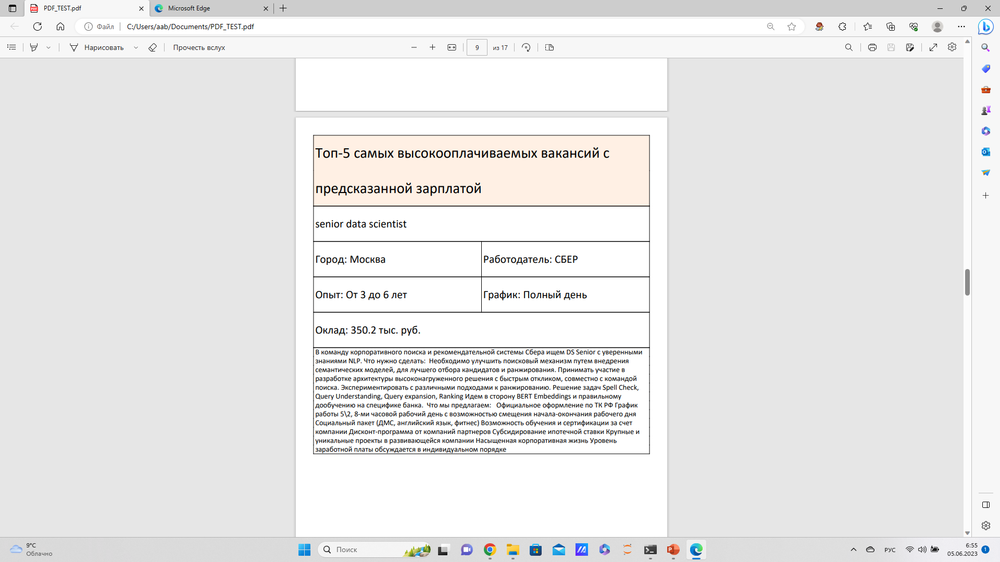 PDF_TEST.pdf
Microsoft Edge
Файл
C:/Users/aab/Documents/PDF_TEST.pdf
Нарисовать
Прочесть вслух
9
из 17
Топ-5 самых высокооплачиваемых вакансий с
предсказанной зарплатой
senior data scientist
Город: Москва
Работодатель: СБЕР
Опыт: От 3 до 6 лет
График: Полный день
Оклад: 350.2 тыс. руб.
В команду корпоративного поиска и рекомендательной системы Сбера ищем DS Senior с уверенными
знаниями NLP. Что нужно сделать:  Необходимо улучшить поисковый механизм путем внедрения
семантических моделей, для лучшего отбора кандидатов и ранжирования. Принимать участие в
разработке архитектуры высоконагруженного решения с быстрым откликом, совместно с командой
поиска. Экспериментировать с различными подходами к ранжированию. Решение задач Spell Check,
Query Understanding, Query expansion, Ranking Идем в сторону BERT Embeddings и правильному
дообучению на специфике банка.  Что мы предлагаем:   Официальное оформление по ТК РФ График
работы 5\2, 8-ми часовой рабочий день с возможностью смещения начала-окончания рабочего дня
Социальный пакет (ДМС, английский язык, фитнес) Возможность обучения и сертификации за счет
компании Дисконт-программа от компаний партнеров Субсидирование ипотечной ставки Крупные и
уникальные проекты в развивающейся компании Насыщенная корпоративная жизнь Уровень
заработной платы обсуждается в индивидуальном порядке
9°C
Облачно
Поиск
РУС
6:55
05.06.2023
1